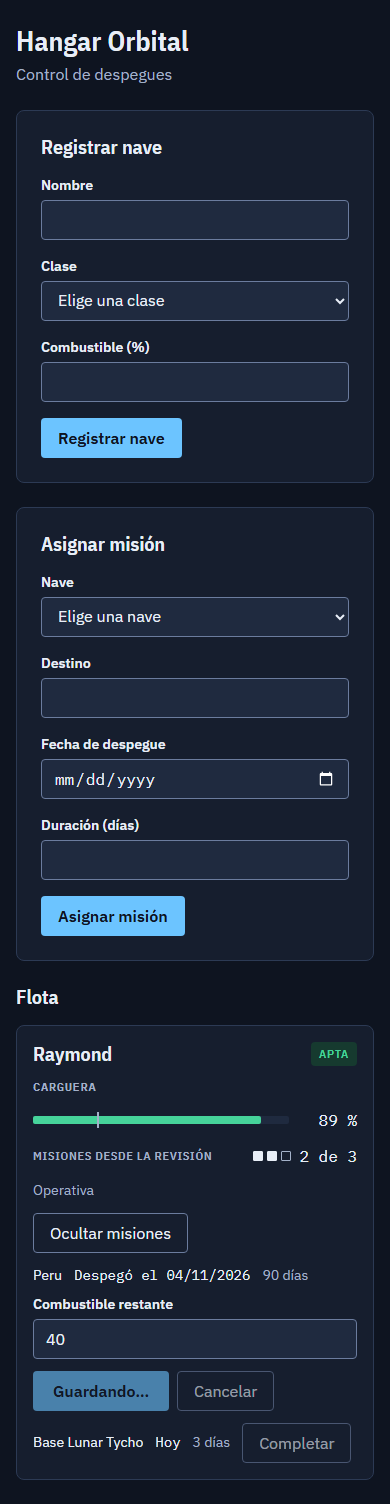 Hangar Orbital
Control de despegues
Registrar nave
Nombre
Clase
Elige una clase
Combustible (%)
Registrar nave
Asignar misión
Nave
Elige una nave
Destino
Fecha de despegue
mm/dd/yyyy
Duración (días)
Asignar misión
Flota
Raymond APTA
CARGUERA
89 %
MISIONES DESDE LA REVISIÓN 2 de 3
Operativa
Ocultar misiones
Peru Despegó el 04/11/2026 90 días
Combustible restante
40
Guardando... Cancelar
Base Lunar Tycho Hoy 3 días Completar